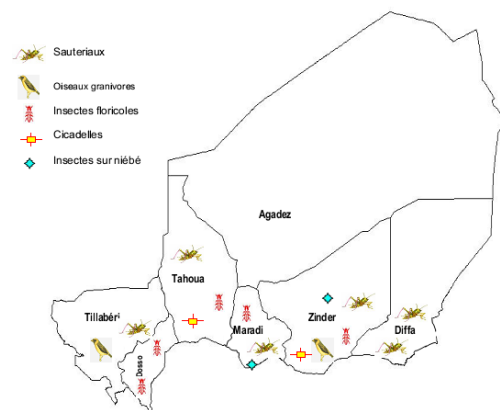 Sauteriaux
Oiseaux granivores
Insectes floricoles
Cicadelles
Insectes sur niébé
Agadez
Tahoua
Tillabéri
Maradi
Zinder
Diffa
Dosso